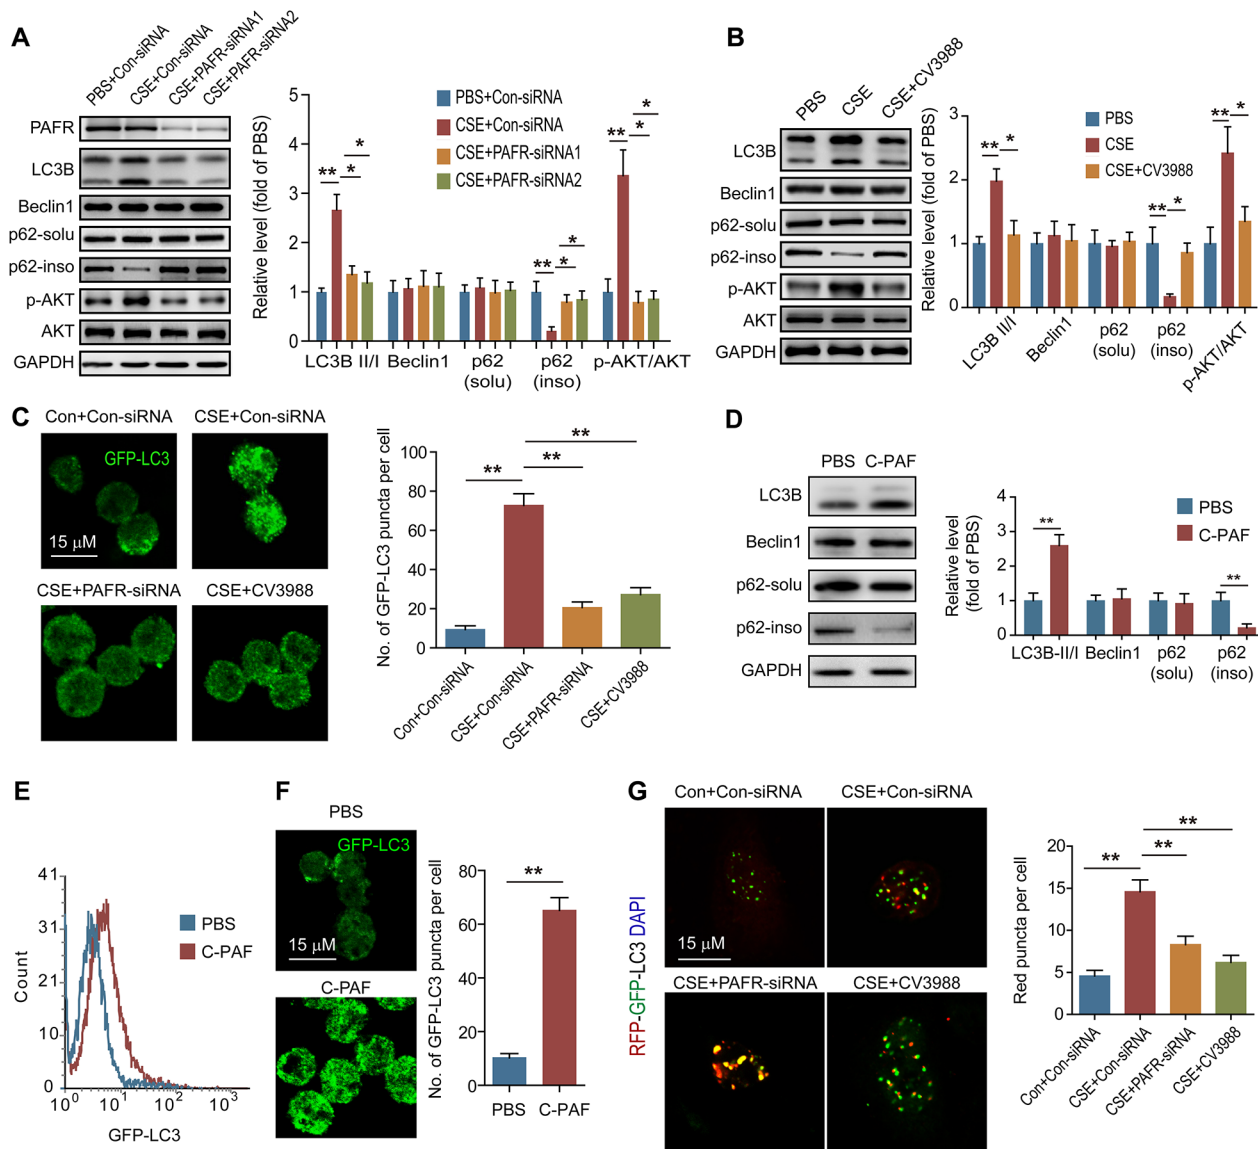 A
PBS+Con-siRNA
CSE+Con-siRNA
CSE+PAFR-siRNA1
CSE+PAFR-siRNA2
PAFR
LC3B
Beclin1
p62-solu
p62-inso
p-AKT
AKT
GAPDH
Relative level (fold of PBS)
5
4
3
2
1
0
PBS+Con-siRNA
CSE+Con-siRNA
CSE+PAFR-siRNA1
CSE+PAFR-siRNA2
** * *
** * *
** * *
LC3B II/I Beclin1 p62 (solu) p62 (inso) p-AKT/AKT
B
PBS
CSE
CSE+CV3988
LC3B
Beclin1
p62-solu
p62-inso
p-AKT
AKT
GAPDH
Relative level (fold of PBS)
3
2
1
0
PBS
CSE
CSE+CV3988
** *
** *
** *
LC3B II/I
Beclin1
p62
(solu)
p62
(inso)
p-AKT/AKT
C
Con+Con-siRNA
CSE+Con-siRNA
GFP-LC3
15 µM
CSE+PAFR-siRNA
CSE+CV3988
No. of GFP-LC3 puncta per cell
100
80
60
40
20
0
**
**
**
Con+Con-siRNA
CSE+Con-siRNA
CSE+PAFR-siRNA
CSE+CV3988
D
PBS C-PAF
LC3B
Beclin1
p62-solu
p62-inso
GAPDH
Relative level
(fold of PBS)
4
3
2
1
0
PBS
C-PAF
**
**
LC3B-II/I Beclin1 p62 (solu) p62 (inso)
E
Count
41
31
21
10
0
PBS
C-PAF
10⁰ 10¹ 10² 10³
GFP-LC3
F
PBS
GFP-LC3
15 µM
C-PAF
No. of GFP-LC3 puncta per cell
80
60
40
20
0
**
PBS C-PAF
G
Con+Con-siRNA
CSE+Con-siRNA
RFP-GFP-LC3 DAPI
15 µM
CSE+PAFR-siRNA
CSE+CV3988
Red puncta per cell
20
15
10
5
0
**
**
**
Con+Con-siRNA
CSE+Con-siRNA
CSE+PAFR-siRNA
CSE+CV3988